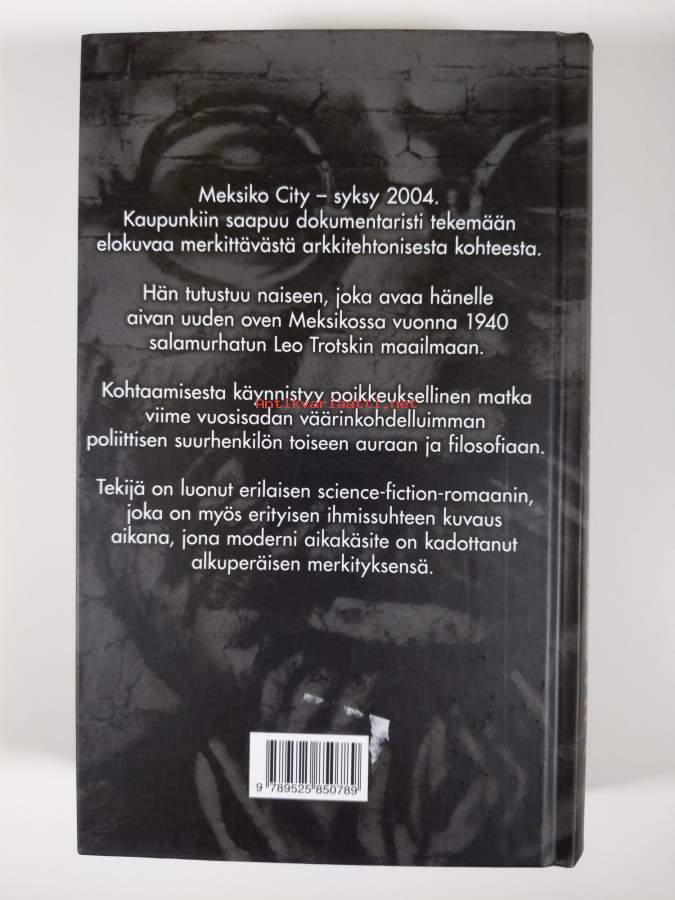 Meksiko City – syksy 2004.
Kaupunkiin saapuu dokumentaristi tekemään
elokuvaa merkittävästä arkkitehtonisesta kohteesta.
Hän tutustuu naiseen, joka avaa hänelle
aivan uuden oven Meksikossa vuonna 1940
salamurhatun Leo Trotskin maailmaan.
Kohtaamisesta käynnistyy poikkeuksellinen matka
Antikvariaatti.net
viime vuosisadan väärinkohdelluimman
poliittisen suurhenkilön toiseen auraan ja filosofiaan.
Tekijä on luonut erilaisen science-fiction-romaanin,
joka on myös erityisen ihmissuhteen kuvaus
aikana, jona moderni aikakäsite on kadottanut
alkuperäisen merkityksensä.
9 789525 850789